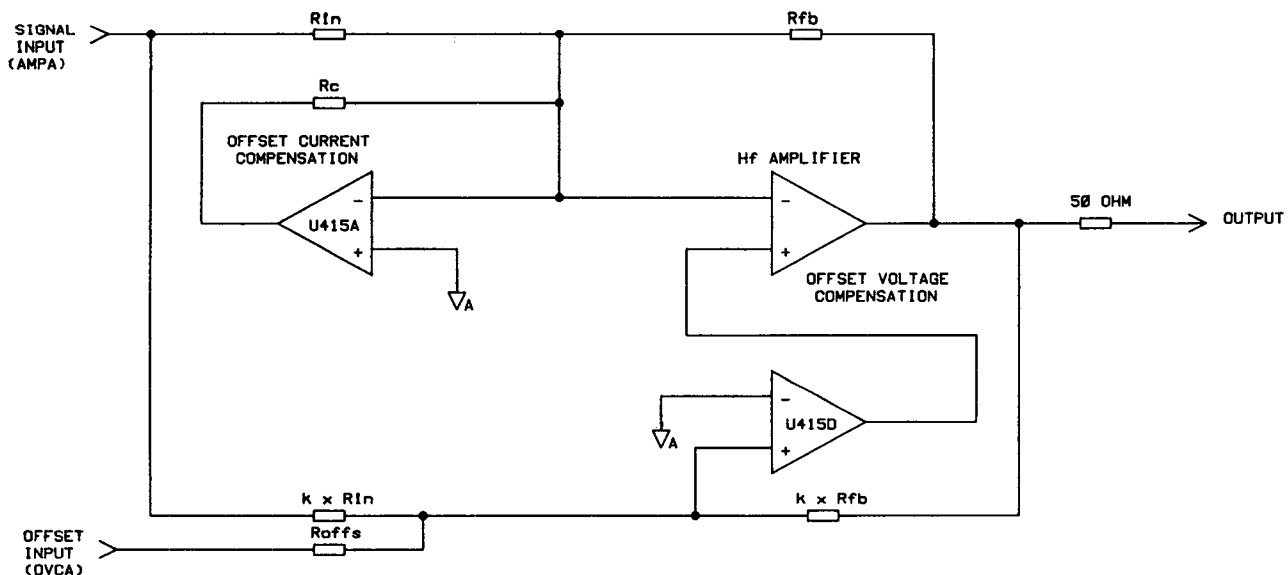 RIn
Rfb
SIGNAL
INPUT
(AMPA)
Rc
OFFSET CURRENT
COMPENSATION
Hf AMPLIFIER
-
U415A
+
A
-
+
50 OHM
OUTPUT
OFFSET VOLTAGE
COMPENSATION
-
U415D
+
A
k x RIn
k x Rfb
Roffs
OFFSET
INPUT
(OVCA)